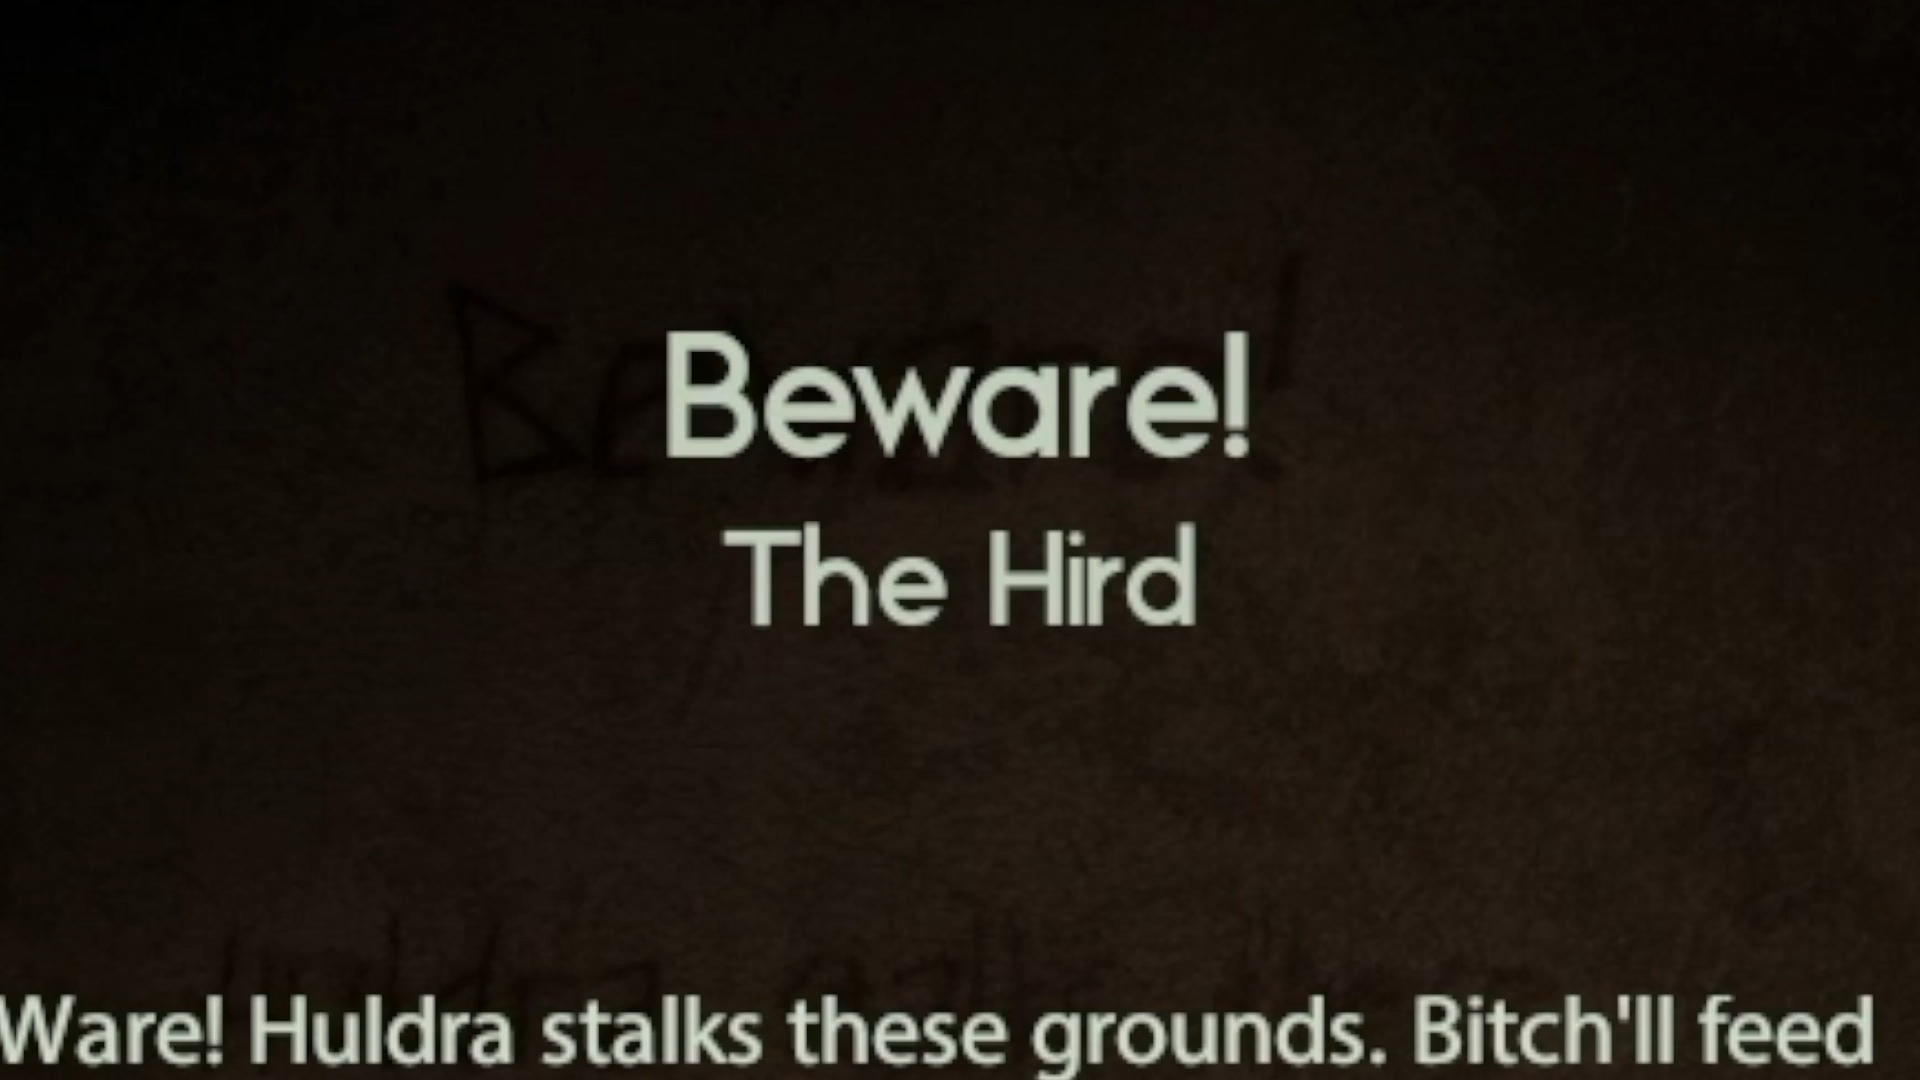 Beware!
The Hird
Ware! Huldra stalks these grounds. Bitch'll feed